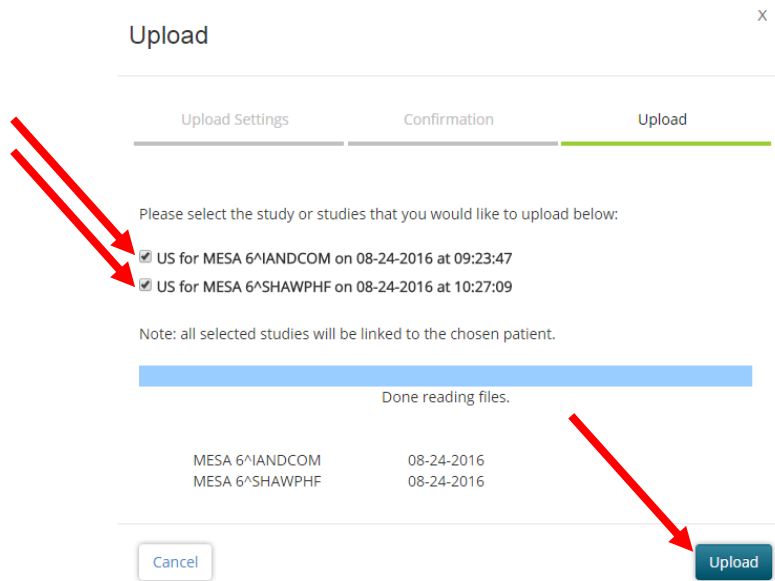 X
Upload
Upload Settings Confirmation Upload
Please select the study or studies that you would like to upload below:
US for MESA 6^IANDCOM on 08-24-2016 at 09:23:47
US for MESA 6^SHAWPHF on 08-24-2016 at 10:27:09
Note: all selected studies will be linked to the chosen patient.
Done reading files.
MESA 6^IANDCOM 08-24-2016
MESA 6^SHAWPHF 08-24-2016
Cancel Upload